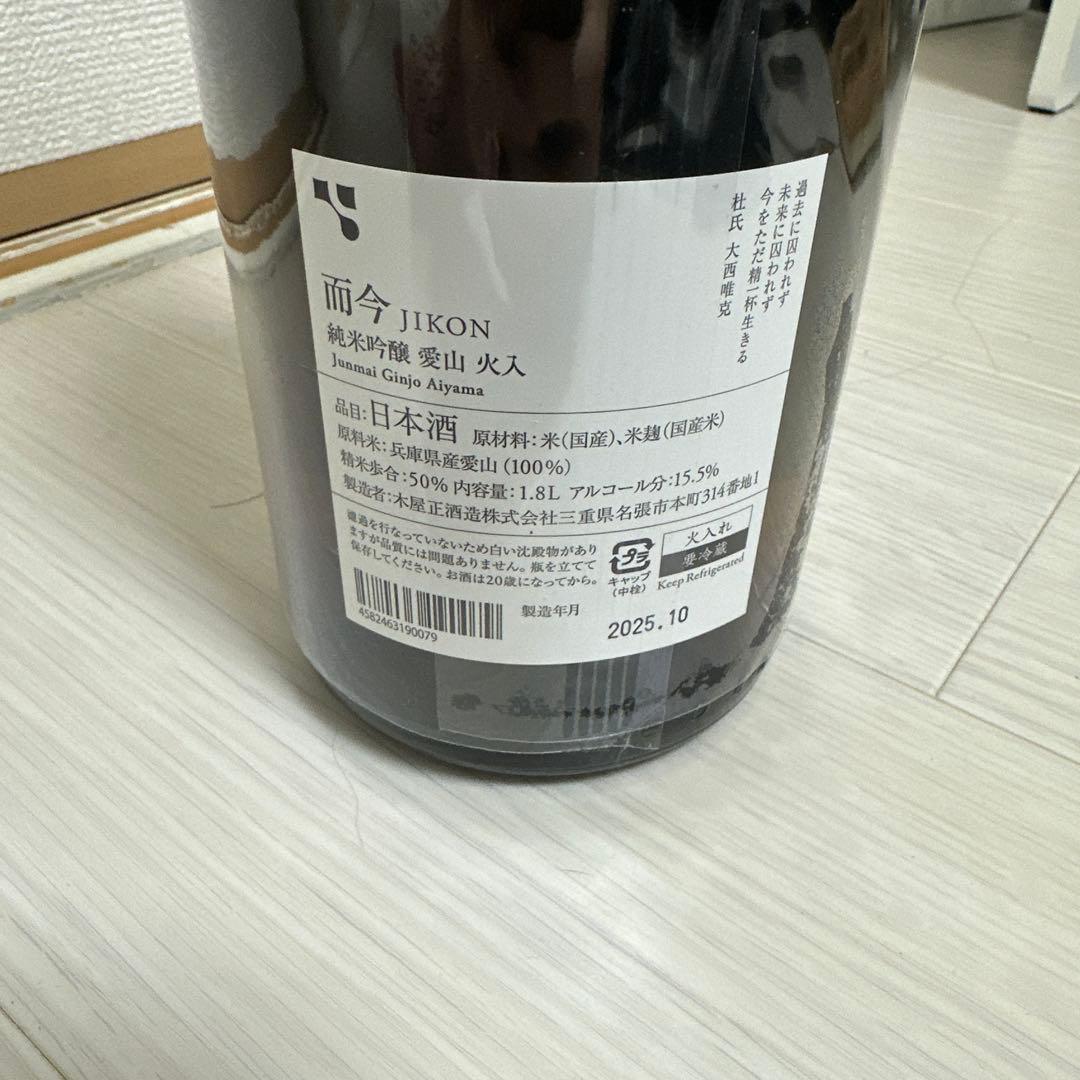 過去に囚われず
未来に囚われず
今をただ精一杯生きる
杜氏 大西唯克
而今 JIKON
純米吟醸 愛山 火入
Junmai Ginjo Aiyama
品目:日本酒 原材料:米(国産)、米麹(国産米)
原料米:兵庫県産愛山(100%)
精米歩合:50% 内容量:1.8L アルコール分:15.5%
製造者:木屋正酒造株式会社三重県名張市本町314番地1
濾過を行なっていないため白い沈殿物があり
ますが品質には問題ありません。瓶を立てて
保存してください。お酒は20歳になってから。
プラ
キャップ
(中栓)
火入れ
要冷蔵
Keep Refrigerated
4582463190079
製造年月
2025.10